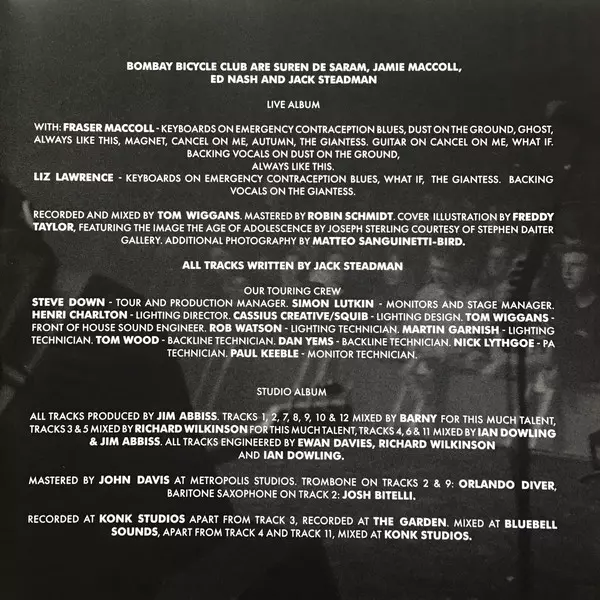 BOMBAY BICYCLE CLUB ARE SUREN DE SARAM, JAMIE MACCOLL,
ED NASH AND JACK STEADMAN
LIVE ALBUM
WITH: FRASER MACCOLL - KEYBOARDS ON EMERGENCY CONTRACEPTION BLUES, DUST ON THE GROUND, GHOST,
ALWAYS LIKE THIS, MAGNET, CANCEL ON ME, AUTUMN, THE GIANTESS. GUITAR ON CANCEL ON ME, WHAT IF.
BACKING VOCALS ON DUST ON THE GROUND,
ALWAYS LIKE THIS.
LIZ LAWRENCE - KEYBOARDS ON EMERGENCY CONTRACEPTION BLUES, WHAT IF, THE GIANTESS. BACKING
VOCALS ON THE GIANTESS.
RECORDED AND MIXED BY TOM WIGGANS. MASTERED BY ROBIN SCHMIDT. COVER ILLUSTRATION BY FREDDY
TAYLOR, FEATURING THE IMAGE THE AGE OF ADOLESCENCE BY JOSEPH STERLING COURTESY OF STEPHEN DAITER
GALLERY. ADDITIONAL PHOTOGRAPHY BY MATTEO SANGUINETTI-BIRD.
ALL TRACKS WRITTEN BY JACK STEADMAN
OUR TOURING CREW
STEVE DOWN - TOUR AND PRODUCTION MANAGER. SIMON LUTKIN - MONITORS AND STAGE MANAGER.
HENRI CHARLTON - LIGHTING DIRECTOR. CASSIUS CREATIVE/SQUIB - LIGHTING DESIGN. TOM WIGGANS -
FRONT OF HOUSE SOUND ENGINEER. ROB WATSON - LIGHTING TECHNICIAN. MARTIN GARNISH - LIGHTING
TECHNICIAN. TOM WOOD - BACKLINE TECHNICIAN. DAN YEMS - BACKLINE TECHNICIAN. NICK LYTHGOE - PA
TECHNICIAN. PAUL KEEBLE - MONITOR TECHNICIAN.
STUDIO ALBUM
ALL TRACKS PRODUCED BY JIM ABBISS. TRACKS 1, 2, 7, 8, 9, 10 & 12 MIXED BY BARNY FOR THIS MUCH TALENT,
TRACKS 3 & 5 MIXED BY RICHARD WILKINSON FOR THIS MUCH TALENT, TRACKS 4, 6 & 11 MIXED BY IAN DOWLING
& JIM ABBISS. ALL TRACKS ENGINEERED BY EWAN DAVIES, RICHARD WILKINSON
AND IAN DOWLING.
MASTERED BY JOHN DAVIS AT METROPOLIS STUDIOS. TROMBONE ON TRACKS 2 & 9: ORLANDO DIVER,
BARITONE SAXOPHONE ON TRACK 2: JOSH BITELLI.
RECORDED AT KONK STUDIOS APART FROM TRACK 3, RECORDED AT THE GARDEN. MIXED AT BLUEBELL
SOUNDS, APART FROM TRACK 4 AND TRACK 11, MIXED AT KONK STUDIOS.